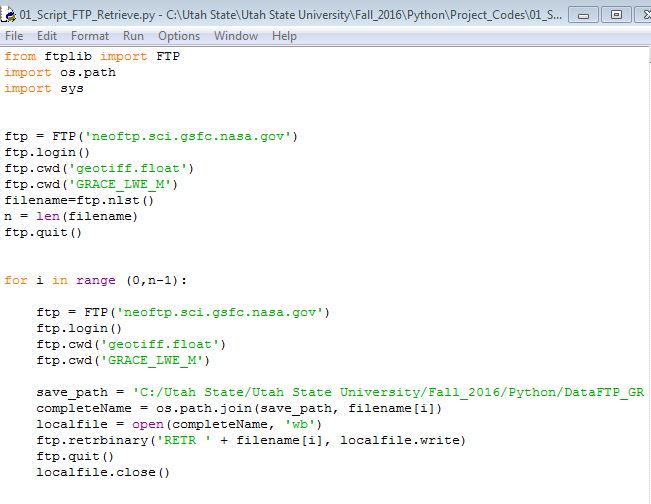 01_Script_FTP_Retrieve.py - C:\Utah State\Utah State University\Fall_2016\Python\Project_Codes\01_S...
File Edit Format Run Options Window Help
from ftplib import FTP
import os.path
import sys
ftp = FTP('neoftp.sci.gsfc.nasa.gov')
ftp.login()
ftp.cwd('geotiff.float')
ftp.cwd('GRACE_LWE_M')
filename=ftp.nlst()
n = len(filename)
ftp.quit()
for i in range (0,n-1):
    ftp = FTP('neoftp.sci.gsfc.nasa.gov')
    ftp.login()
    ftp.cwd('geotiff.float')
    ftp.cwd('GRACE_LWE_M')
    save_path = 'C:/Utah State/Utah State University/Fall_2016/Python/DataFTP_GR
    completeName = os.path.join(save_path, filename[i])
    localfile = open(completeName, 'wb')
    ftp.retrbinary('RETR ' + filename[i], localfile.write)
    ftp.quit()
    localfile.close()